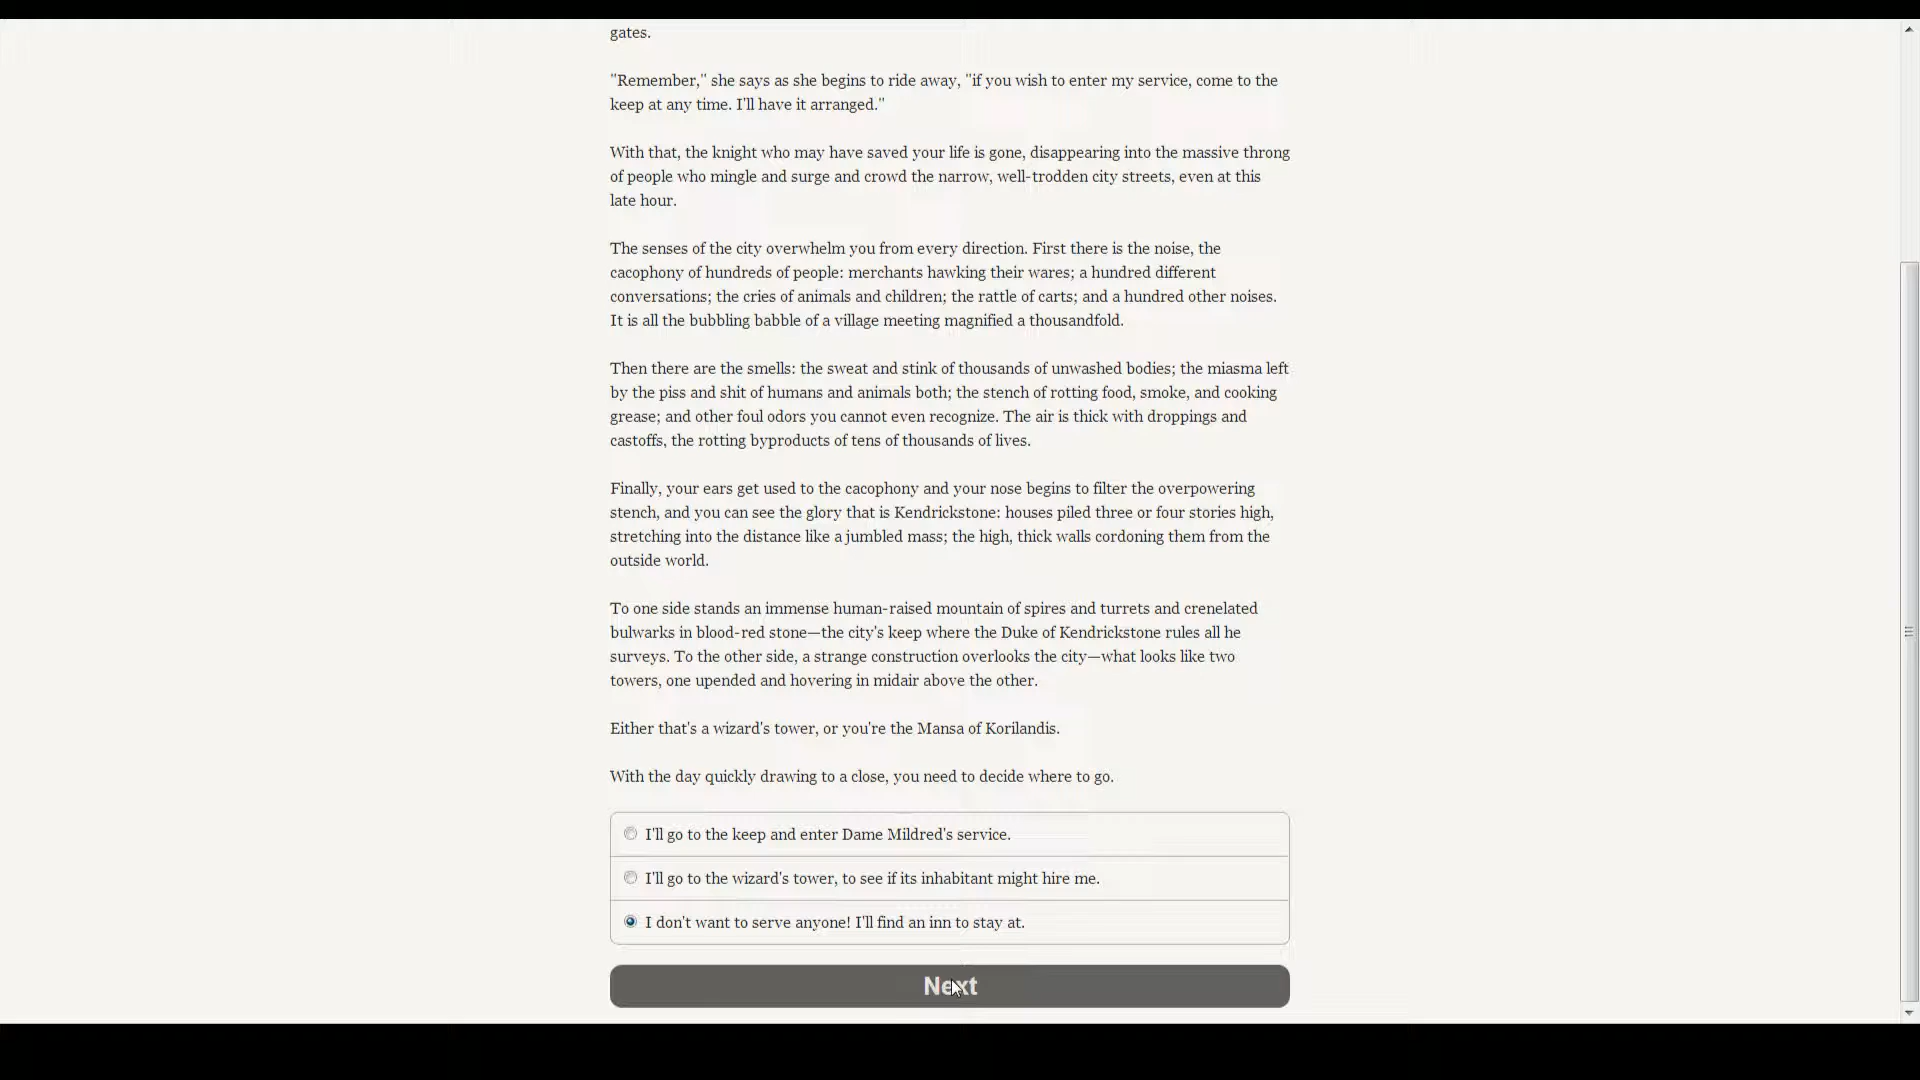 gates.
"Remember," she says as she begins to ride away, "if you wish to enter my service, come to the
keep at any time. I'll have it arranged."
With that, the knight who may have saved your life is gone, disappearing into the massive throng
of people who mingle and surge and crowd the narrow, well-trodden city streets, even at this
late hour.
The senses of the city overwhelm you from every direction. First there is the noise, the
cacophony of hundreds of people: merchants hawking their wares; a hundred different
conversations; the cries of animals and children; the rattle of carts; and a hundred other noises.
It is all the bubbling babble of a village meeting magnified a thousandfold.
Then there are the smells: the sweat and stink of thousands of unwashed bodies; the miasma left
by the piss and shit of humans and animals both; the stench of rotting food, smoke, and cooking
grease; and other foul odors you cannot even recognize. The air is thick with droppings and
castoffs, the rotting byproducts of tens of thousands of lives.
Finally, your ears get used to the cacophony and your nose begins to filter the overpowering
stench, and you can see the glory that is Kendrickstone: houses piled three or four stories high,
stretching into the distance like a jumbled mass; the high, thick walls cordoning them from the
outside world.
To one side stands an immense human-raised mountain of spires and turrets and crenelated
bulwarks in blood-red stone—the city's keep where the Duke of Kendrickstone rules all he
surveys. To the other side, a strange construction overlooks the city—what looks like two
towers, one upended and hovering in midair above the other.
Either that's a wizard's tower, or you're the Mansa of Korilandis.
With the day quickly drawing to a close, you need to decide where to go.
I'll go to the keep and enter Dame Mildred's service.
I'll go to the wizard's tower, to see if its inhabitant might hire me.
I don't want to serve anyone! I'll find an inn to stay at.
Next